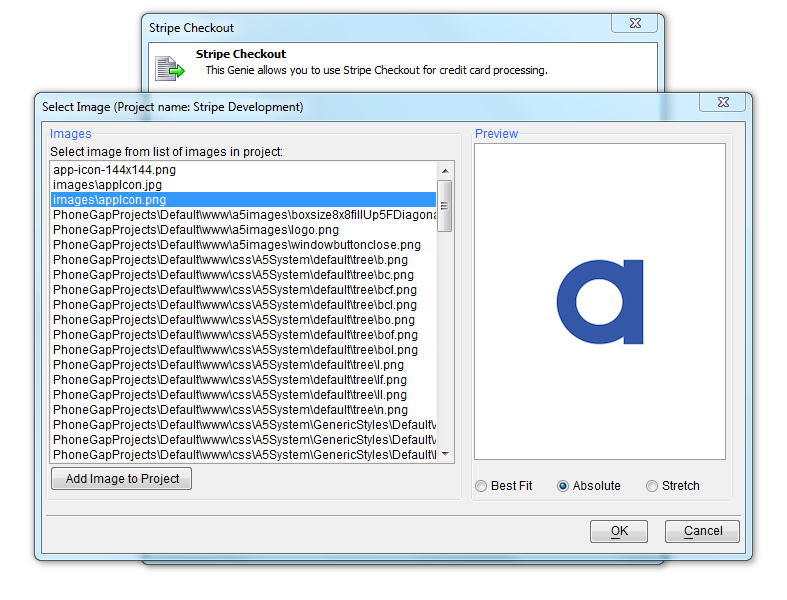 Stripe Checkout
Stripe Checkout
This Genie allows you to use Stripe Checkout for credit card processing.
Select Image (Project name: Stripe Development)
Images
Select image from list of images in project:
app-icon-144x144.png
images\appIcon.jpg
images\appIcon.png
PhoneGapProjects\Default\www\a5images\boxsize8x8fillUp5FDiagona
PhoneGapProjects\Default\www\a5images\logo.png
PhoneGapProjects\Default\www\a5images\windowbuttonclose.png
PhoneGapProjects\Default\www\css\A5System\default\tree\b.png
PhoneGapProjects\Default\www\css\A5System\default\tree\bc.png
PhoneGapProjects\Default\www\css\A5System\default\tree\bcf.png
PhoneGapProjects\Default\www\css\A5System\default\tree\bcl.png
PhoneGapProjects\Default\www\css\A5System\default\tree\bo.png
PhoneGapProjects\Default\www\css\A5System\default\tree\bof.png
PhoneGapProjects\Default\www\css\A5System\default\tree\bol.png
PhoneGapProjects\Default\www\css\A5System\default\tree\l.png
PhoneGapProjects\Default\www\css\A5System\default\tree\lf.png
PhoneGapProjects\Default\www\css\A5System\default\tree\ll.png
PhoneGapProjects\Default\www\css\A5System\default\tree\n.png
PhoneGapProjects\Default\www\css\A5System\GenericStyles\Default\
PhoneGapProjects\Default\www\css\A5System\GenericStyles\Default\
PhoneGapProjects\Default\www\css\A5System\GenericStyles\Default\
Add Image to Project
Preview
a
Best Fit
Absolute
Stretch
OK
Cancel